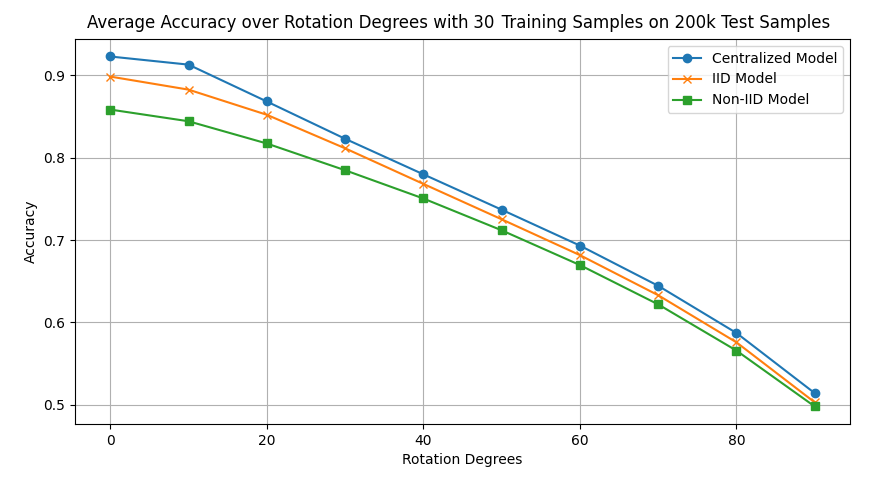 Average Accuracy over Rotation Degrees with 30 Training Samples on 200k Test Samples
Centralized Model
IID Model
Non-IID Model
0.9
0.8
0.7
0.6
0.5
Accuracy
0 20 40 60 80
Rotation Degrees